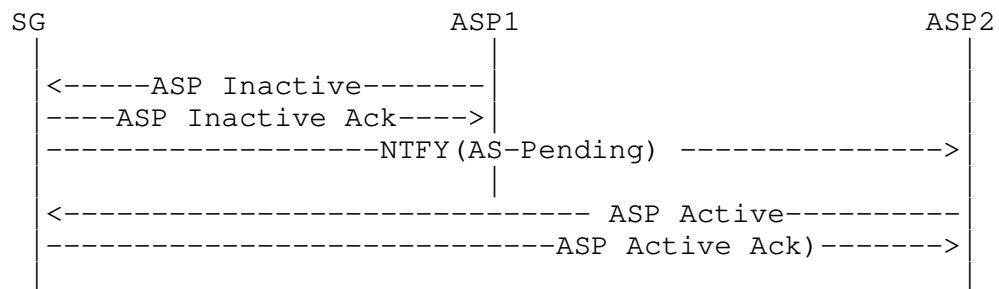 SG ASP1 ASP2
| | |
|<-----ASP Inactive-------| |
|----ASP Inactive Ack---->| |
|-------------------NTFY(AS-Pending) --------------->|
| | |
|<------------------------------- ASP Active----------|
|-----------------------------ASP Active Ack)------->|
| |